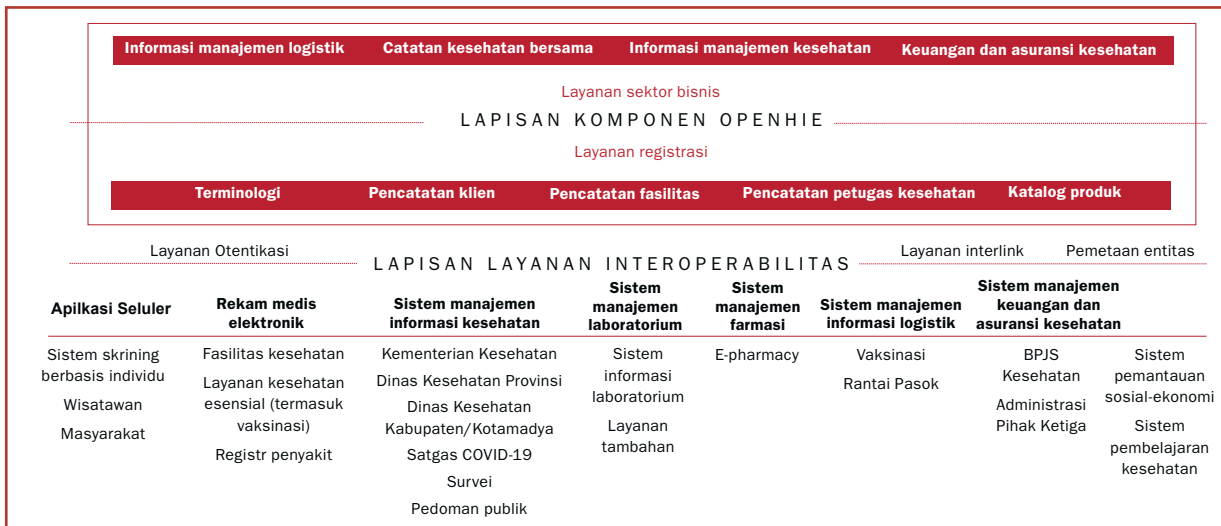 Informasi manajemen logistik Catatan kesehatan bersama Informasi manajemen kesehatan Keuangan dan asuransi kesehatan
Layanan sektor bisnis
LAPISAN KOMPONEN OPENHIE
Layanan registrasi
Terminologi Pencatatan klien Pencatatan fasilitas Pencatatan petugas kesehatan Katalog produk
Layanan Otentikasi
LAPISAN LAYANAN INTEROPERABILITAS
Layanan interlink Pemetaan entitas
Apilkasi Seluler
Sistem skrining
berbasis individu
Wisatawan
Masyarakat
Rekam medis
elektronik
Fasilitas kesehatan
Layanan kesehatan
esensial (termasuk
vaksinasi)
Registr penyakit
Sistem manajemen
informasi kesehatan
Kementerian Kesehatan
Dinas Kesehatan Provinsi
Dinas Kesehatan
Kabupaten/Kotamadya
Satgas COVID-19
Survei
Pedoman publik
Sistem
manajemen
laboratorium
Sistem
informasi
laboratorium
Layanan
tambahan
Sistem
manajemen
farmasi
E-pharmacy
Sistem manajemen
informasi logistik
Vaksinasi
Rantai Pasok
Sistem manajemen
keuangan dan
asuransi kesehatan
BPJS
Kesehatan
Administrasi
Pihak Ketiga
Sistem
pemantauan
sosial-ekonomi
Sistem
pembelajaran
kesehatan